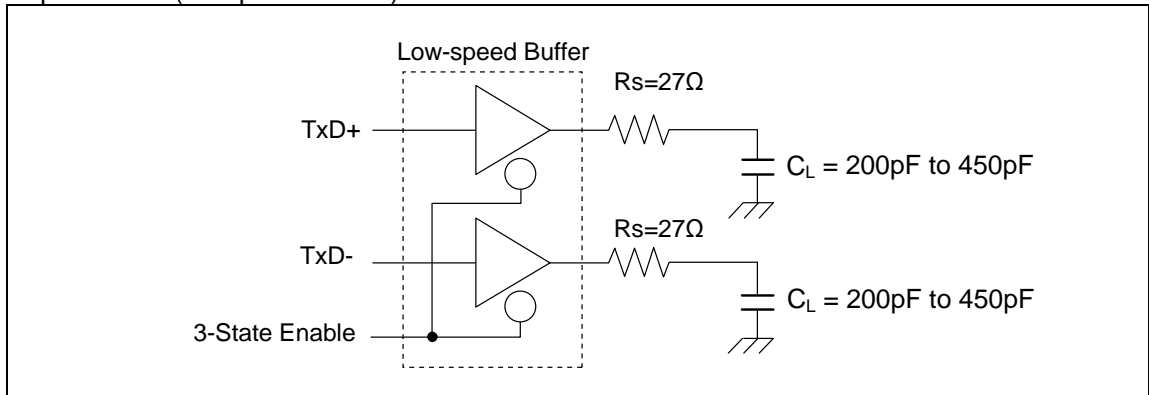 Low-speed Buffer
Rs=27Ω
TxD+
C_L = 200pF to 450pF
Rs=27Ω
TxD-
C_L = 200pF to 450pF
3-State Enable